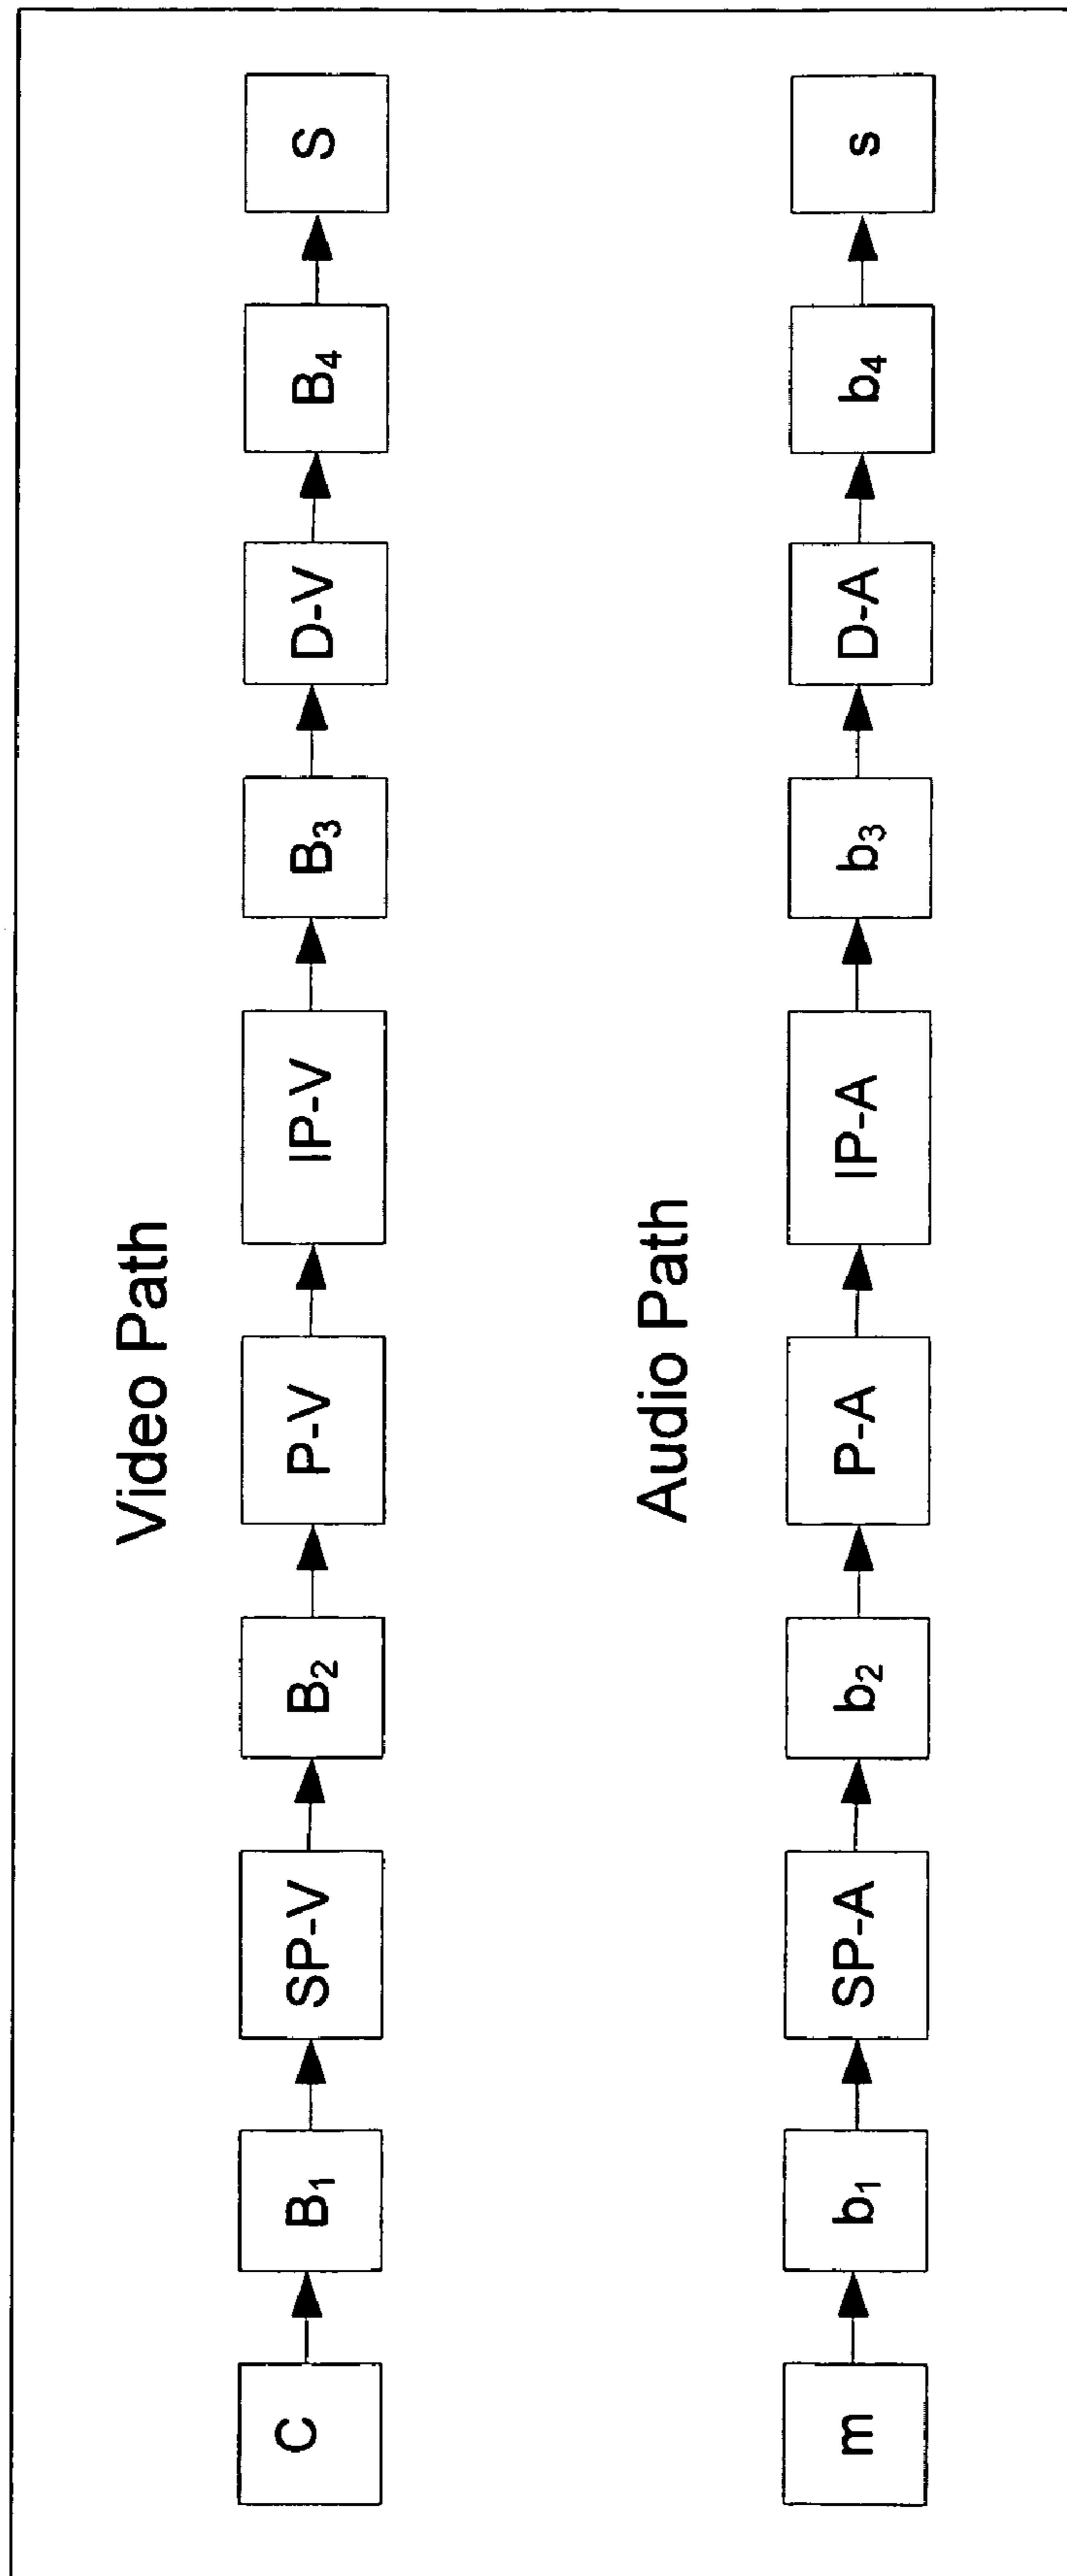 Video Path
C
B₁
SP-V
B₂
P-V
IP-V
B₃
D-V
B₄
S
Audio Path
m
b₁
SP-A
b₂
P-A
IP-A
b₃
D-A
b₄
s